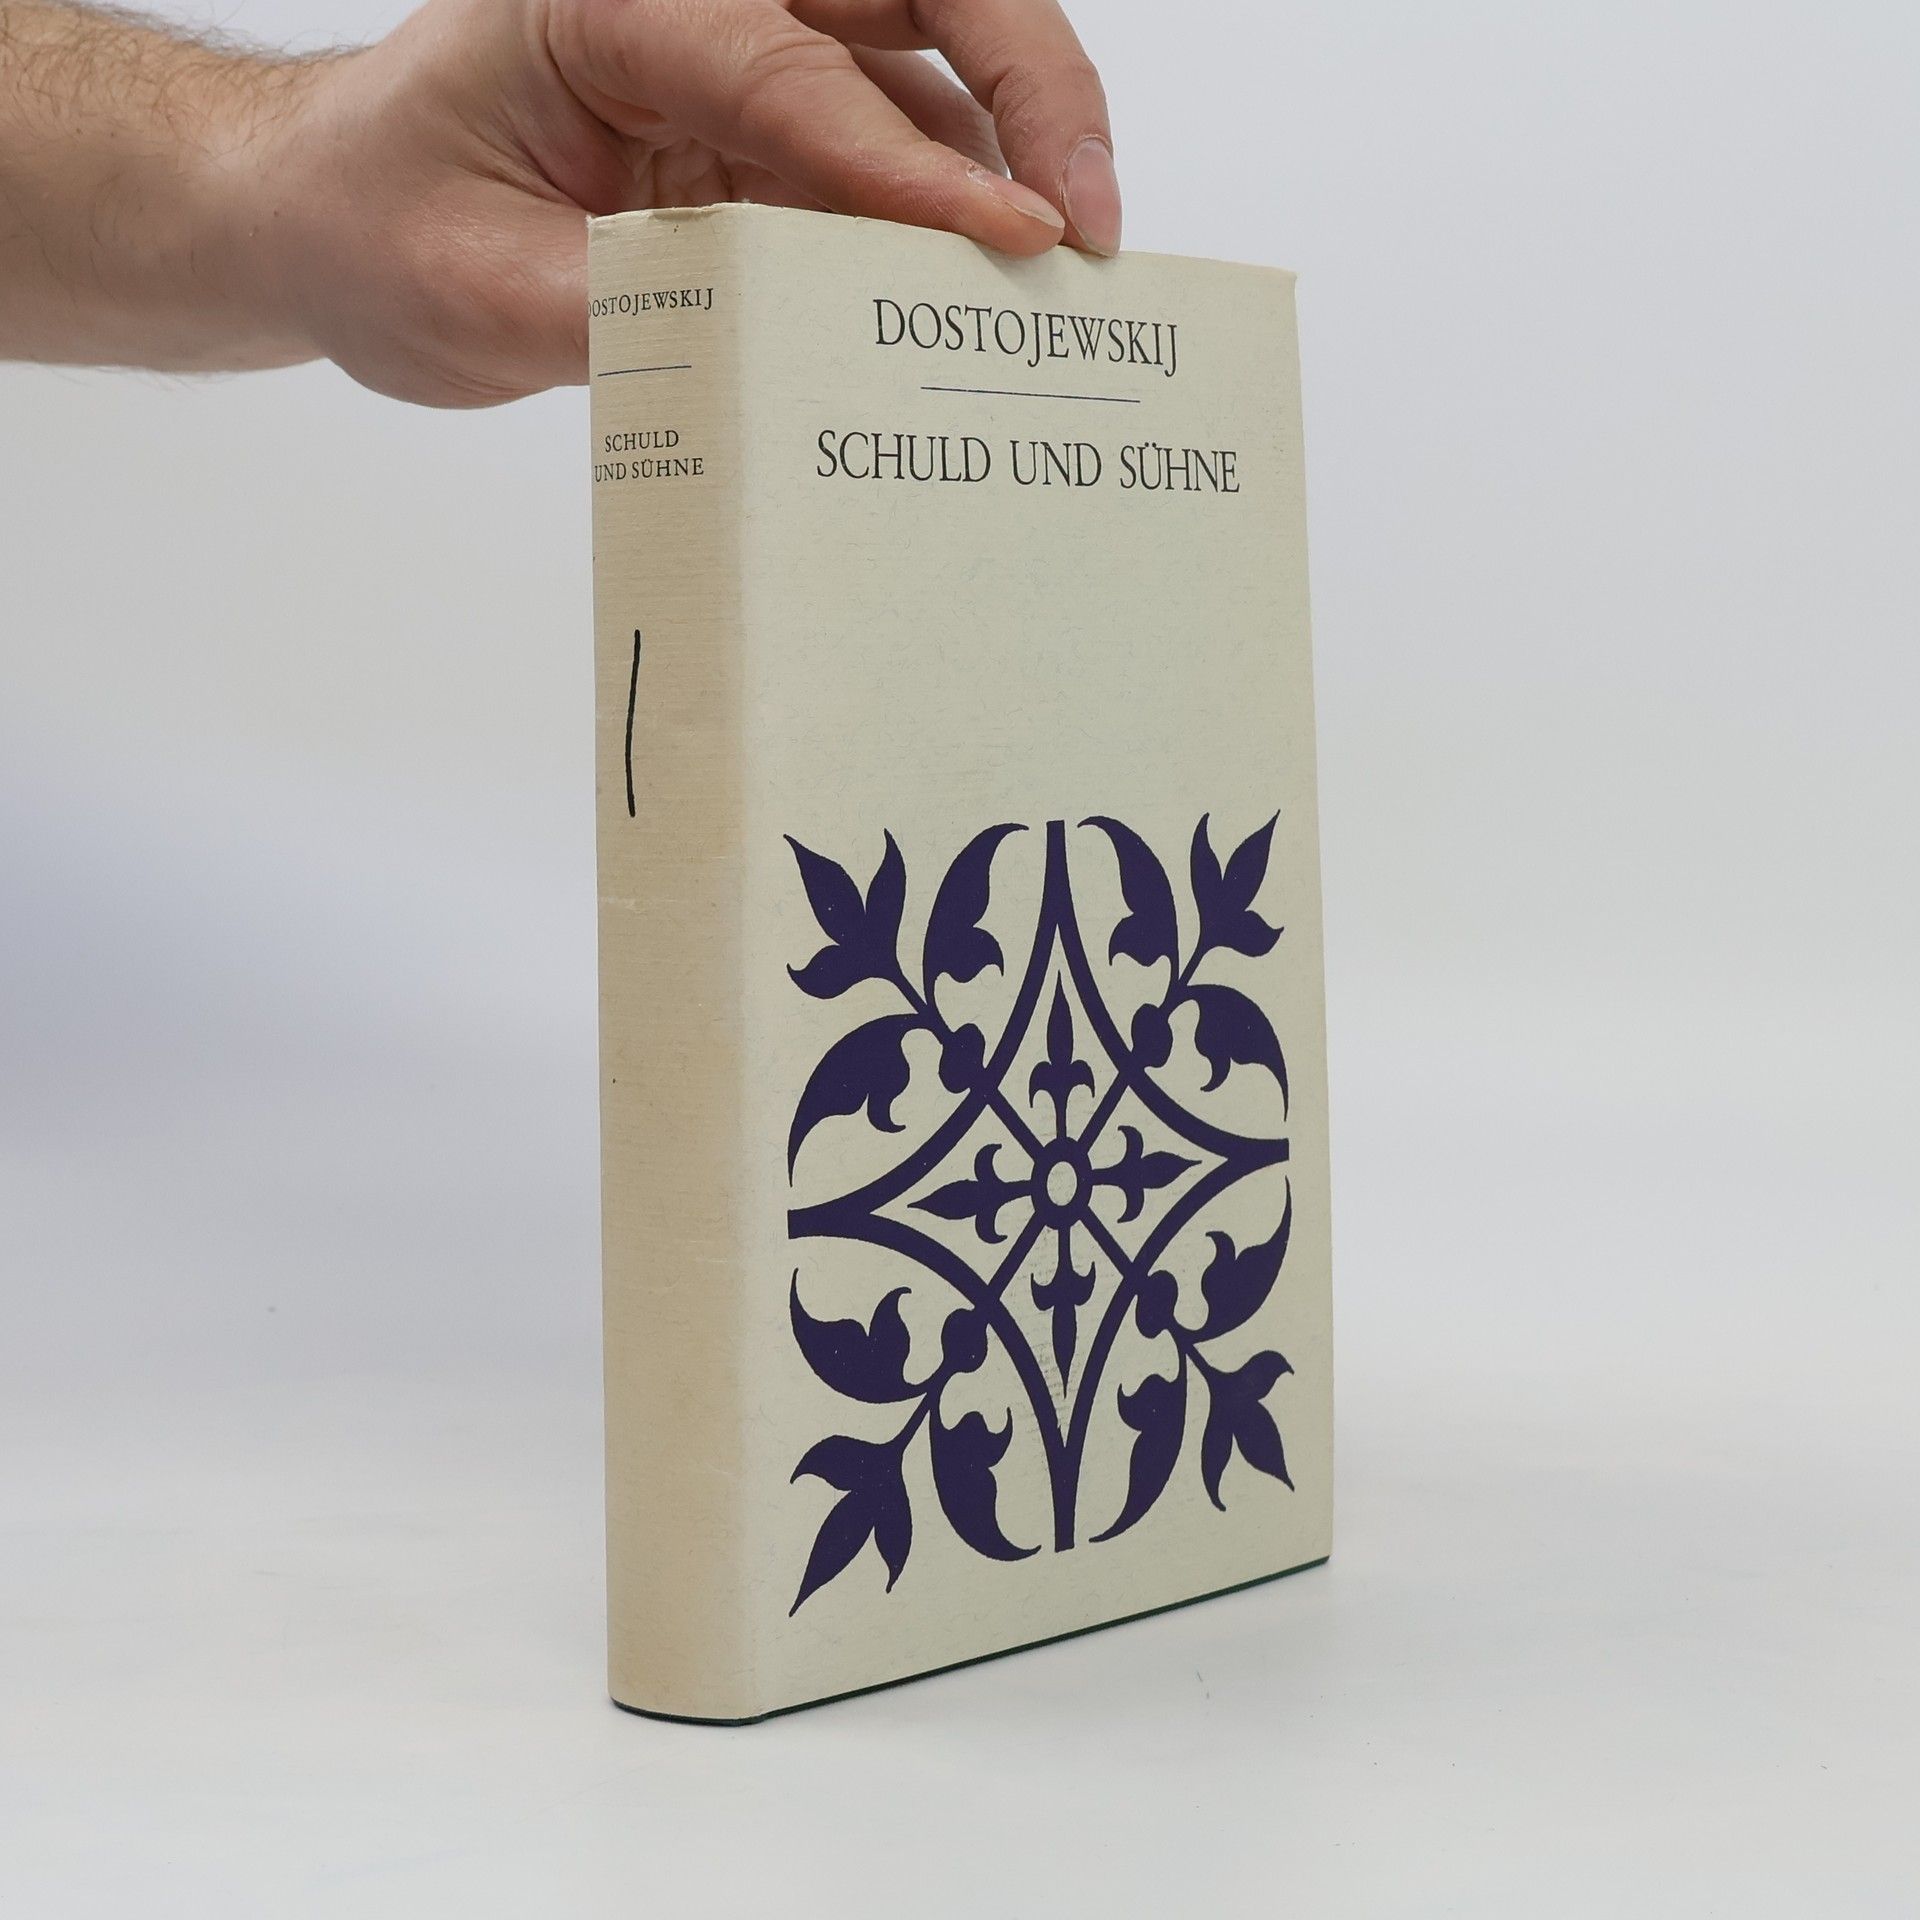 DOSTOJEWSKIJ
SCHULD
UND SÜHNE
DOSTOJEWSKIJ
SCHULD UND SÜHNE